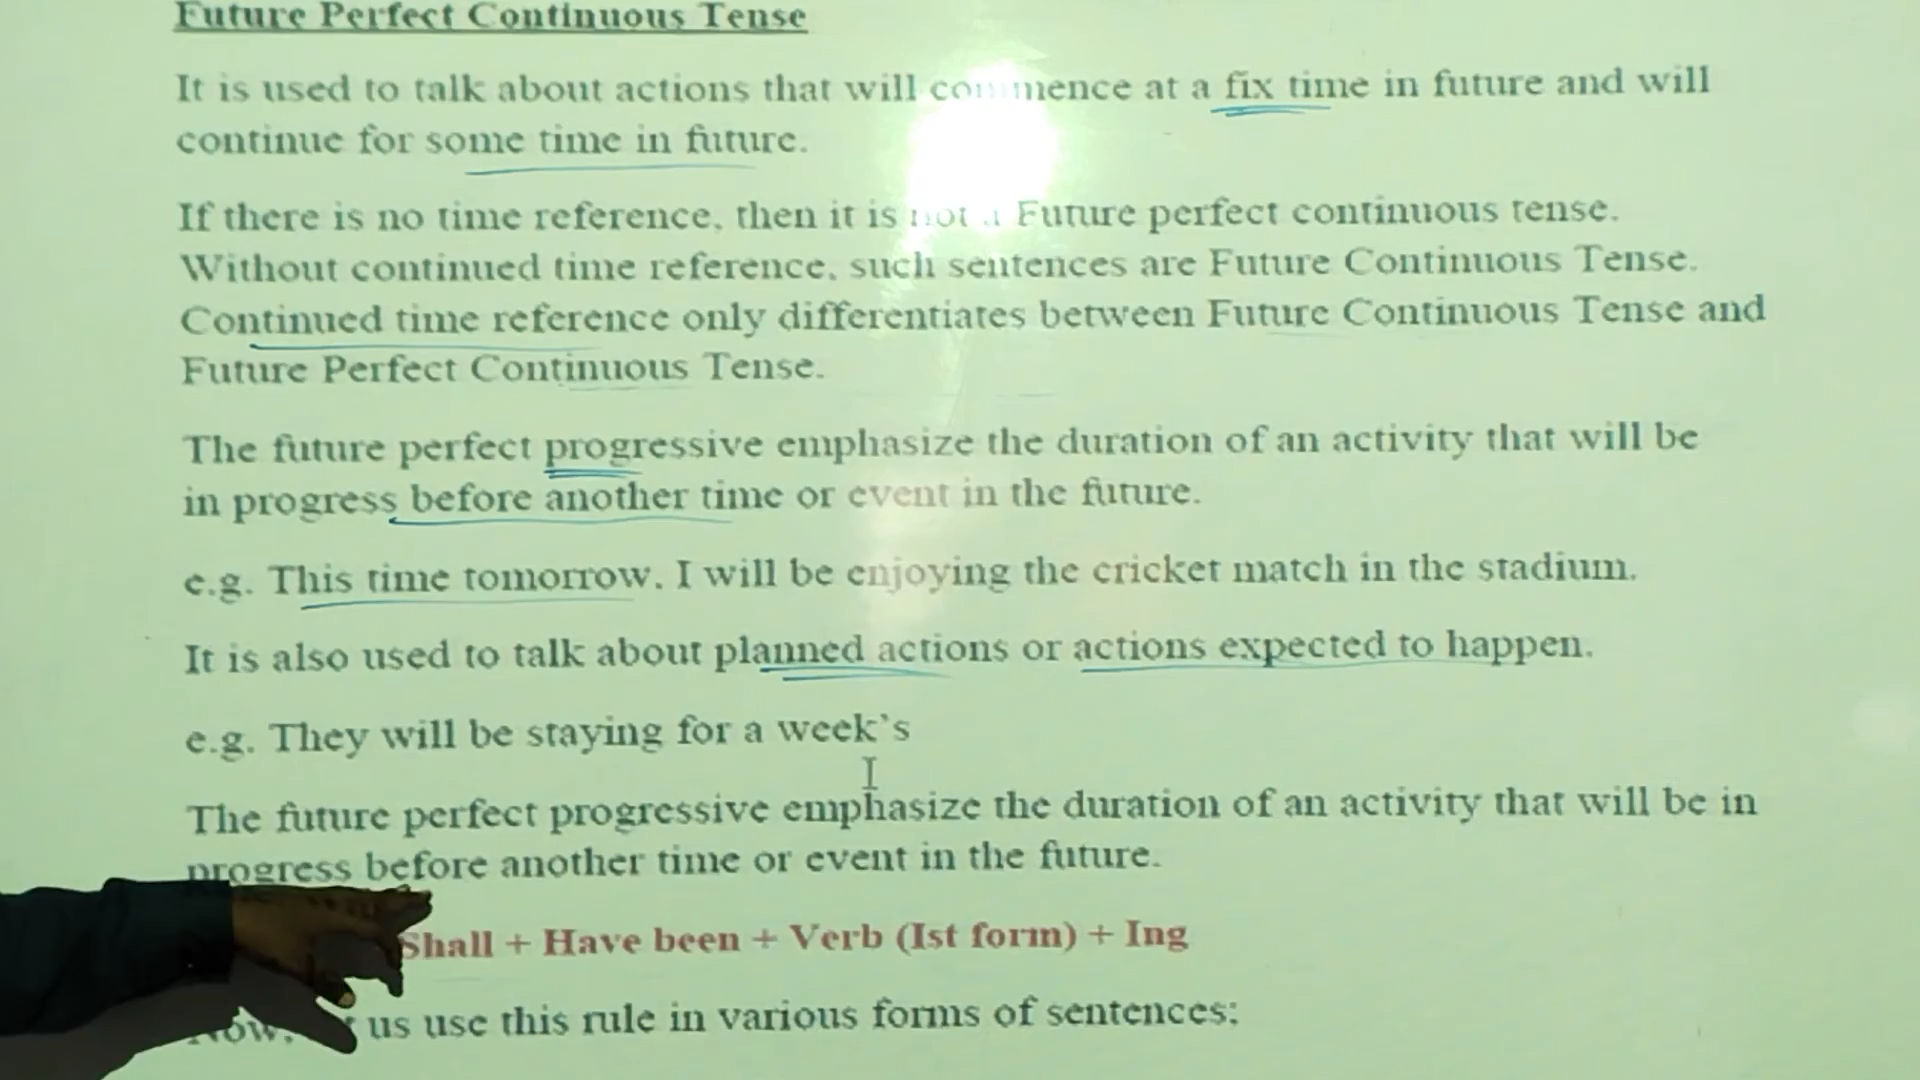 Future Perfect Continuous Tense
It is used to talk about actions that will commence at a fix time in future and will
continue for some time in future.
If there is no time reference, then it is not a Future perfect continuous tense.
Without continued time reference, such sentences are Future Continuous Tense.
Continued time reference only differentiates between Future Continuous Tense and
Future Perfect Continuous Tense.
The future perfect progressive emphasize the duration of an activity that will be
in progress before another time or event in the future.
e.g. This time tomorrow, I will be enjoying the cricket match in the stadium.
It is also used to talk about planned actions or actions expected to happen.
e.g. They will be staying for a week's
The future perfect progressive emphasize the duration of an activity that will be in
progress before another time or event in the future.
Shall + Have been + Verb (Ist form) + Ing
Now, us use this rule in various forms of sentences: